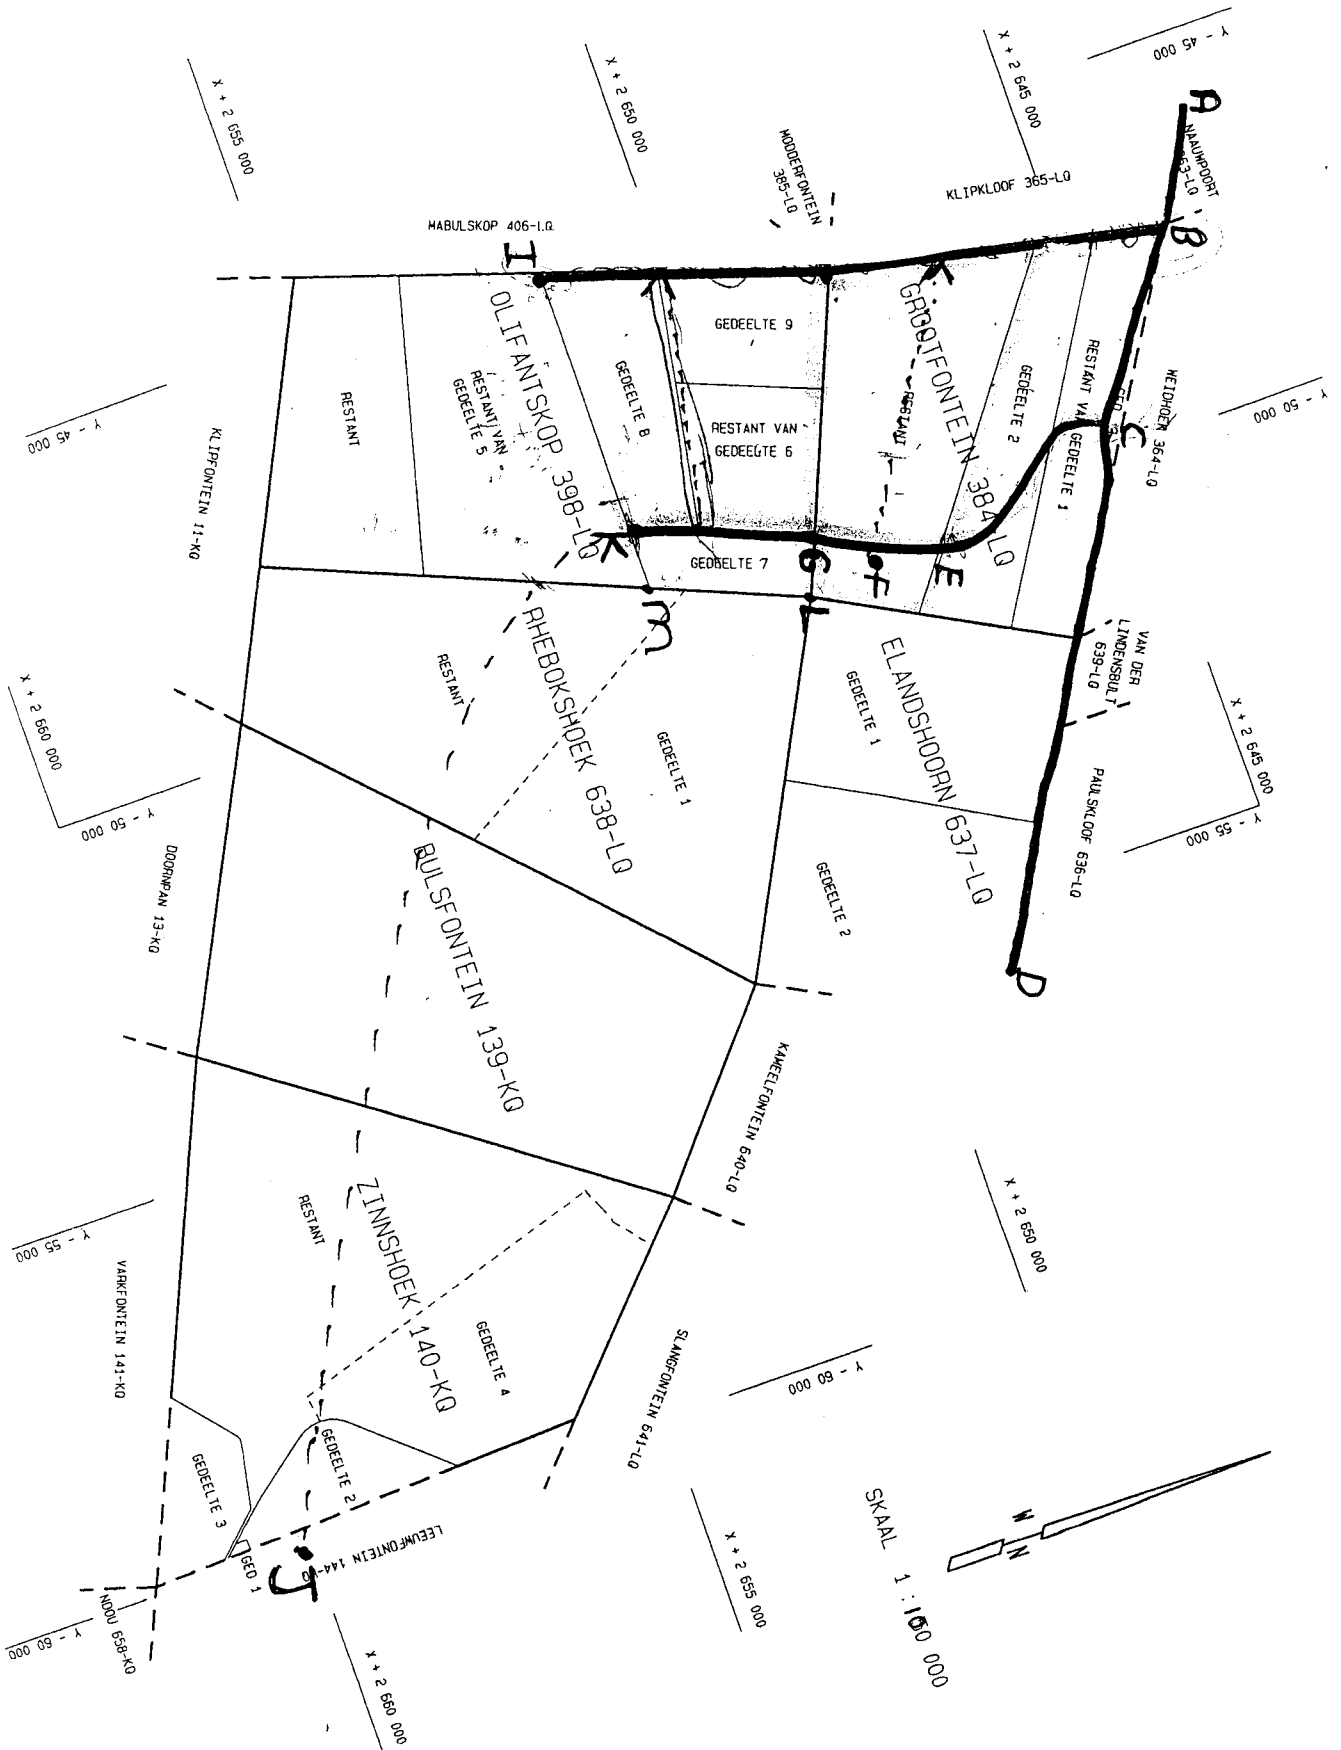 Y - 45 000
X + 2 645 000
X + 2 650 000
X + 2 655 000
A
NAAUWPOORT
363-LQ
MODDERFONTEIN
385-LQ
KLIPKLOOF 365-LQ
MABULSKOP 406-LQ
B
I
K
GEDEELTE 9
GROOTFONTEIN 384-LQ
OLIFANTSKOP 398-LQ
RESTANT
RESTANT VAN
GEDEELTE 5
GEDEELTE 8
RESTANT VAN
GEDEELTE 6
RESTANT
GEDEELTE 2
RESTANT VAN
GEDEELTE 1
C
WEIDHOEK 364-LQ
Y - 50 000
Y - 45 000
KLIPFONTEIN 11-KQ
K
GEDEELTE 7
G
F
E
M
L
VAN DER
LINDENSBULT
639-LQ
ELANDSHOORN 637-LQ
GEDEELTE 1
RHEBOKSHOEK 638-LQ
RESTANT
GEDEELTE 1
X + 2 645 000
Y - 55 000
X + 2 660 000
Y - 50 000
PAULSKLOOF 636-LQ
GEDEELTE 2
D
DOORNPAN 13-KQ
BULSFONTEIN 139-KQ
KAMEELFONTEIN 640-LQ
X + 2 650 000
Y - 55 000
RESTANT
ZINNSHOEK 140-KQ
GEDEELTE 4
VARKFONTEIN 141-KQ
SLANGFONTEIN 641-LQ
Y - 60 000
GEDEELTE 2
GEDEELTE 3
GED 1
LEEUWFONTEIN 144-KQ
J
NDOU 658-KQ
Y - 60 000
X + 2 660 000
X + 2 655 000
W
N
SKAAL 1 : 100 000